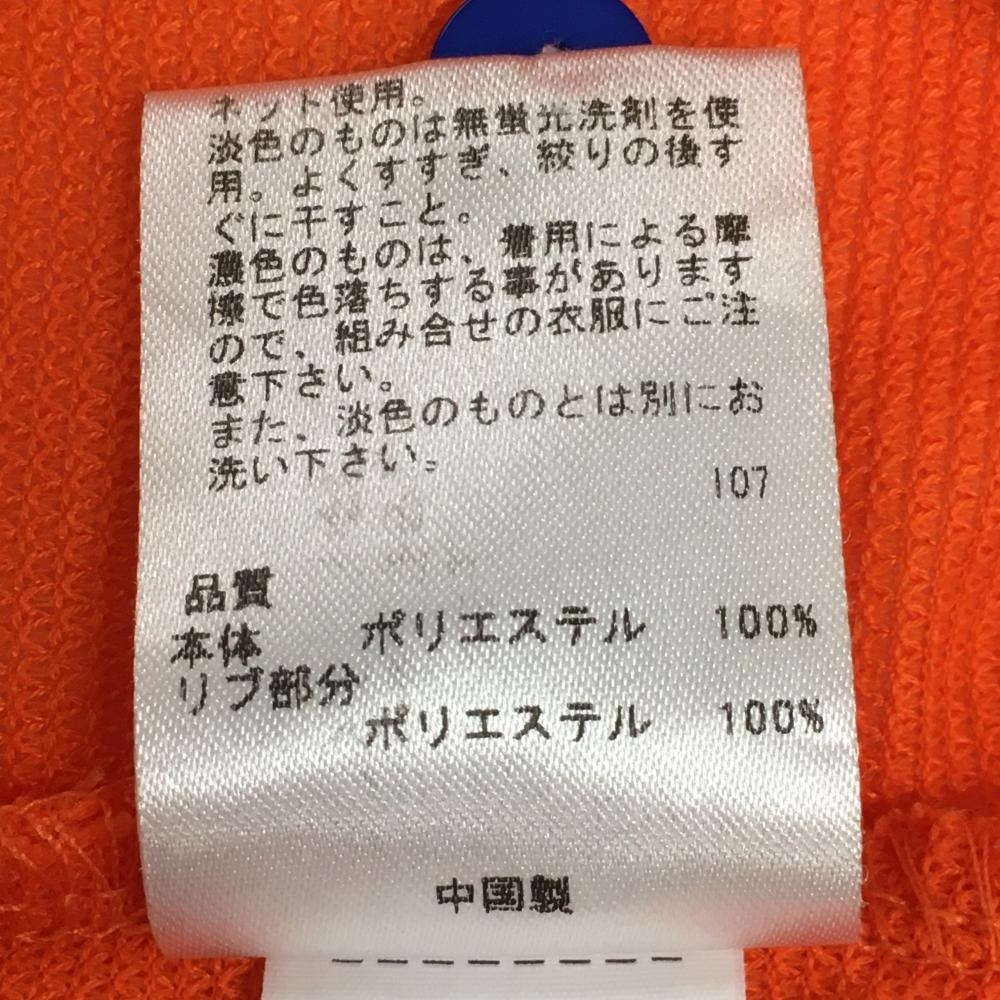 ネット使用。
淡色のものは無蛍光洗剤を使
用。よくすすぎ、絞りの後す
ぐに干すこと。
濃色のものは、着用による摩
擦で色落ちする事があります
ので、組み合せの衣服にご注
意下さい。
また、淡色のものとは別にお
洗い下さい。
107
品質
本体 ポリエステル 100%
リブ部分
ポリエステル 100%
中国製